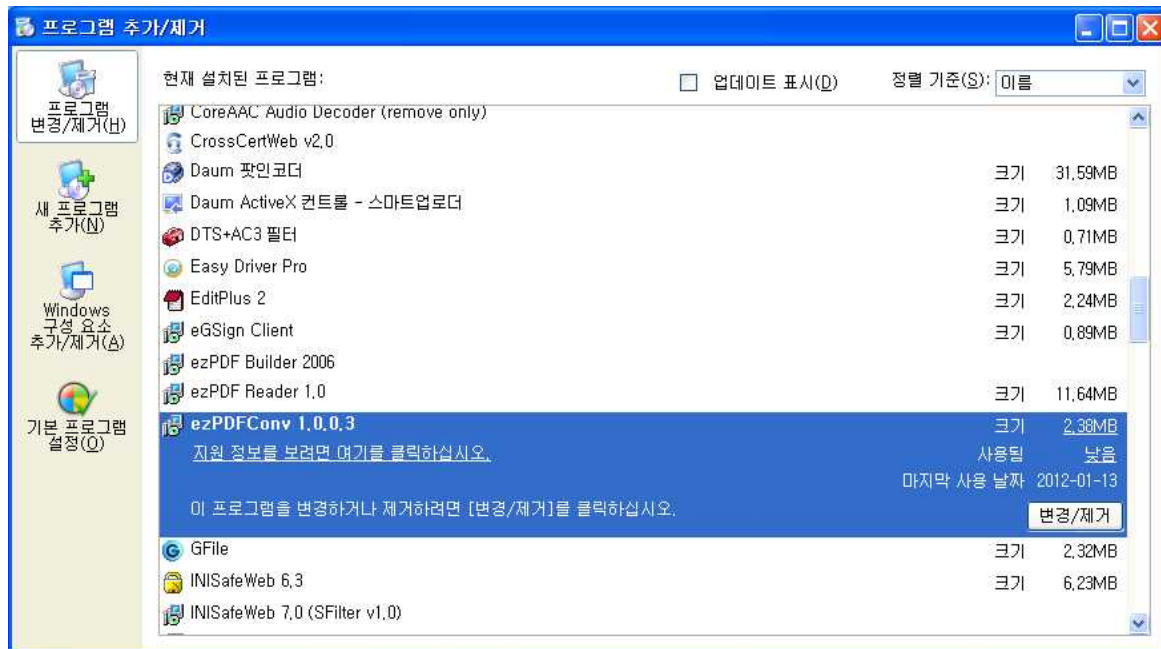 프로그램 추가/제거
현재 설치된 프로그램:
업데이트 표시(D)
정렬 기준(S): 이름
프로그램
변경/제거(H)
새 프로그램
추가(N)
Windows
구성 요소
추가/제거(A)
기본 프로그램
설정(O)
CoreAAC Audio Decoder (remove only)
CrossCertWeb v2.0
Daum 팟인코더 크기 31.59MB
Daum ActiveX 컨트롤 - 스마트업로더 크기 1.09MB
DTS+AC3 필터 크기 0.71MB
Easy Driver Pro 크기 5.79MB
EditPlus 2 크기 2.24MB
eGSign Client 크기 0.89MB
ezPDF Builder 2006
ezPDF Reader 1.0 크기 11.64MB
ezPDFConv 1.0.0.3 크기 2.38MB
지원 정보를 보려면 여기를 클릭하십시오. 사용됨 낮음
마지막 사용 날짜 2012-01-13
이 프로그램을 변경하거나 제거하려면 [변경/제거]를 클릭하십시오. 변경/제거
GFile 크기 2.32MB
INISafeWeb 6.3 크기 6.23MB
INISafeWeb 7.0 (SFilter v1.0)